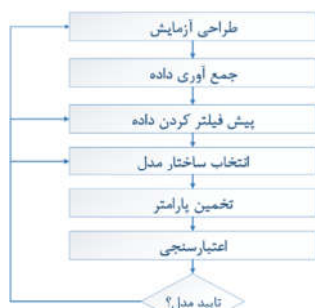 طراحی آزمایش
جمع آوری داده
پیش فیلتر کردن داده
انتخاب ساختار مدل
تخمین پارامتر
اعتبارسنجی
تایید مدل؟